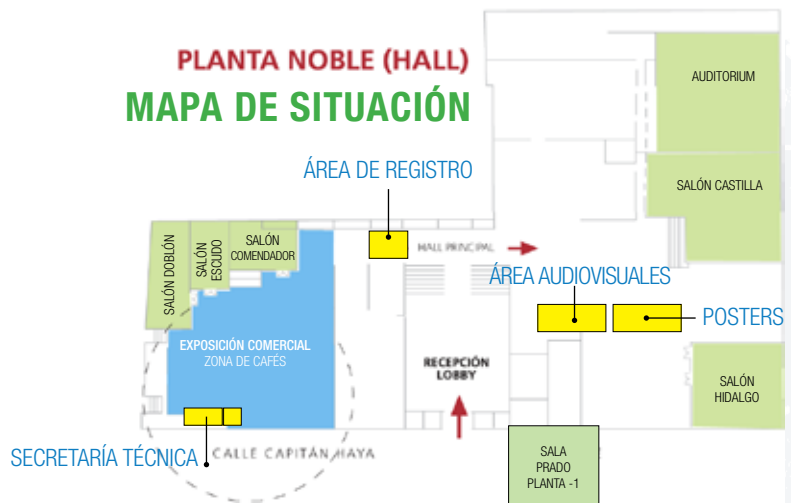 PLANTA NOBLE (HALL)
MAPA DE SITUACIÓN
AUDITORIUM
ÁREA DE REGISTRO
SALÓN CASTILLA
SALÓN DOBLÓN
SALÓN
ESCUDO
SALÓN
COMENDADOR
HALL PRINCIPAL
ÁREA AUDIOVISUALES
POSTERS
EXPOSICIÓN COMERCIAL
ZONA DE CAFÉS
RECEPCIÓN
LOBBY
SALÓN
HIDALGO
SECRETARÍA TÉCNICA
CALLE CAPITÁN HAYA
SALA
PRADO
PLANTA -1